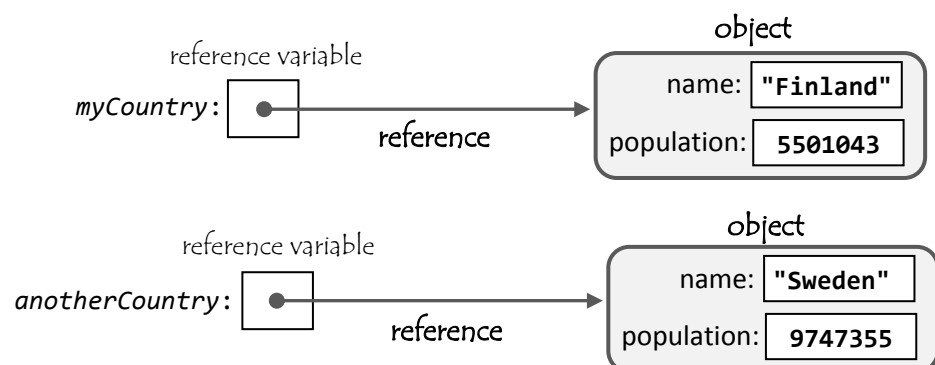 object
reference variable
name: "Finland"
myCountry:
reference
population: 5501043
object
reference variable
name: "Sweden"
anotherCountry:
reference
population: 9747355